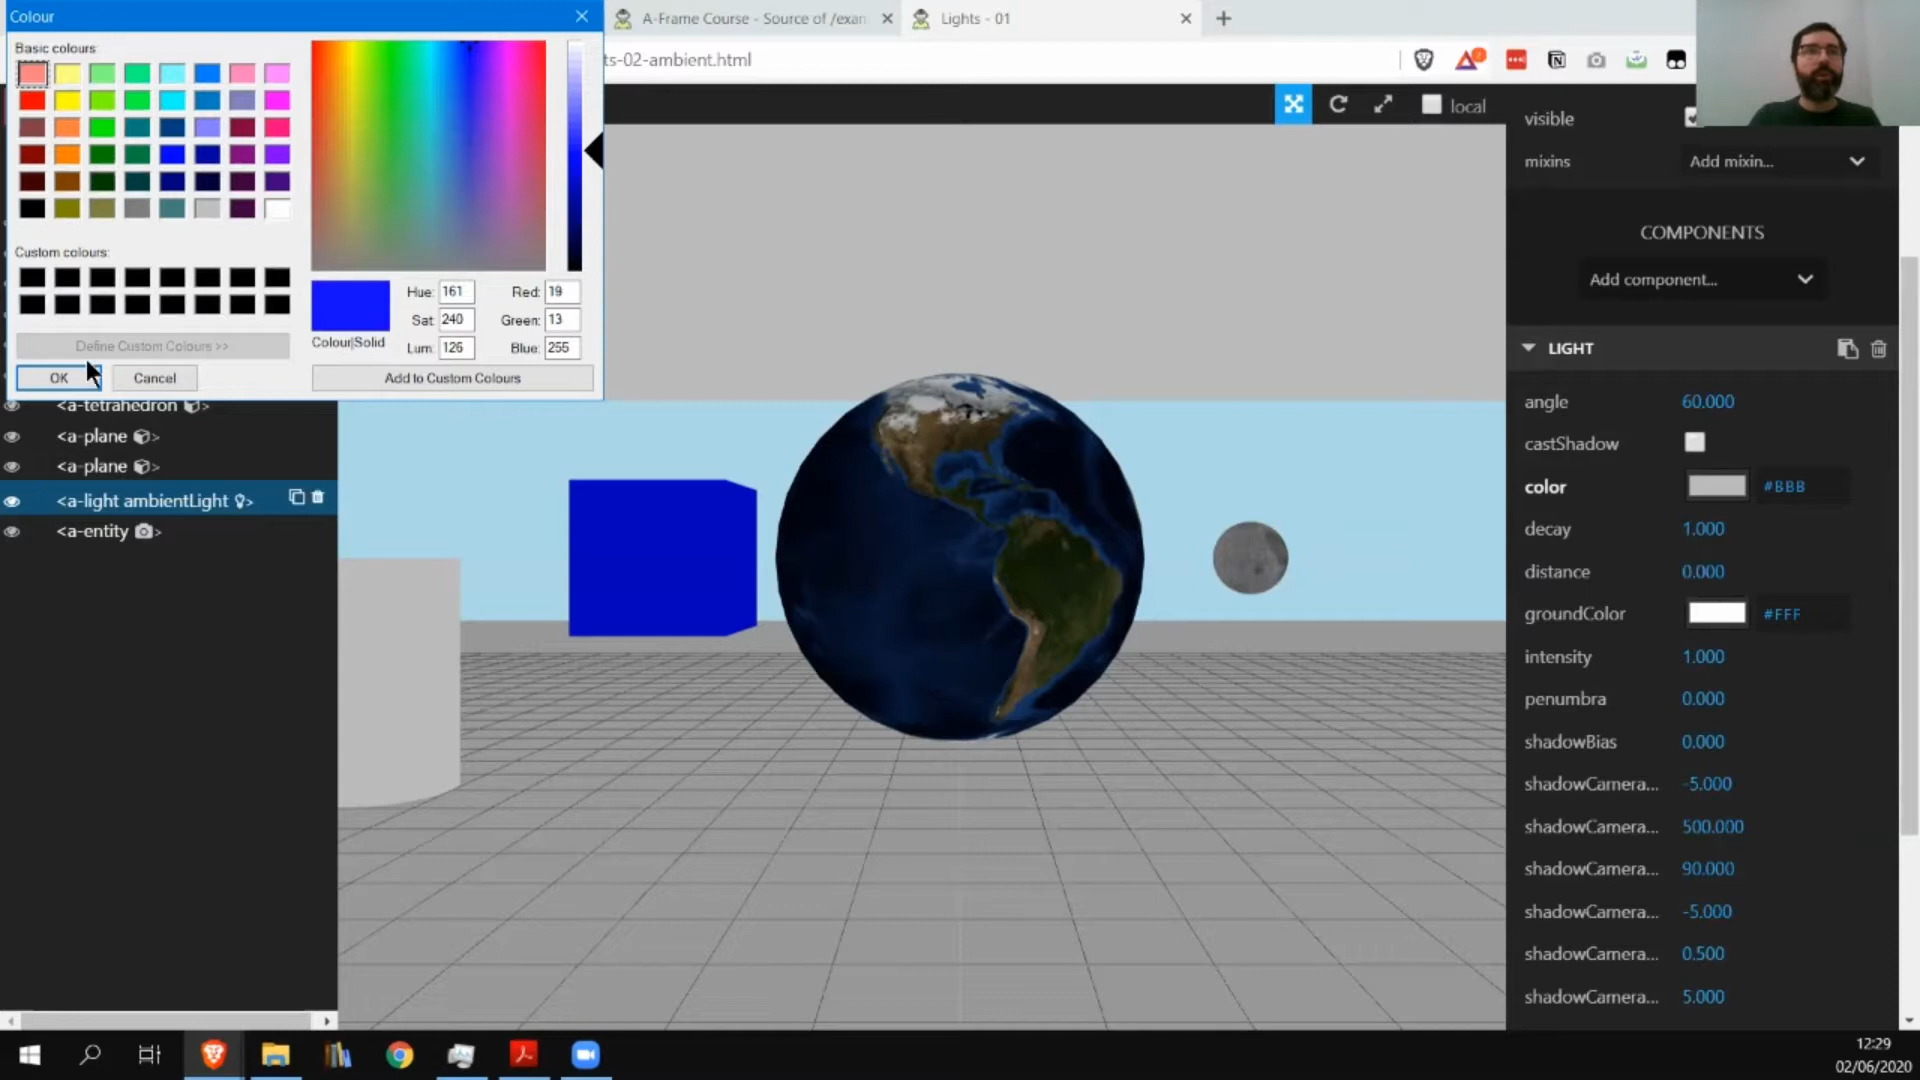 Colour
A-Frame Course - Source of /exan
Lights - 01
Basic colours:
ts-02-ambient.html
local
visible
mixins
Add mixin...
COMPONENTS
Custom colours:
Add component...
Hue: 161
Red: 19
Sat: 240
Green: 13
Colour|Solid
Lum: 126
Blue: 255
Define Custom Colours >>
OK
Cancel
Add to Custom Colours
LIGHT
<a-tetrahedron >
<a-plane >
<a-plane >
<a-light ambientLight >
<a-entity >
angle 60.000
castShadow
color #BBB
decay 1.000
distance 0.000
groundColor #FFF
intensity 1.000
penumbra 0.000
shadowBias 0.000
shadowCamera... -5.000
shadowCamera... 500.000
shadowCamera... 90.000
shadowCamera... -5.000
shadowCamera... 0.500
shadowCamera... 5.000
12:29
02/06/2020